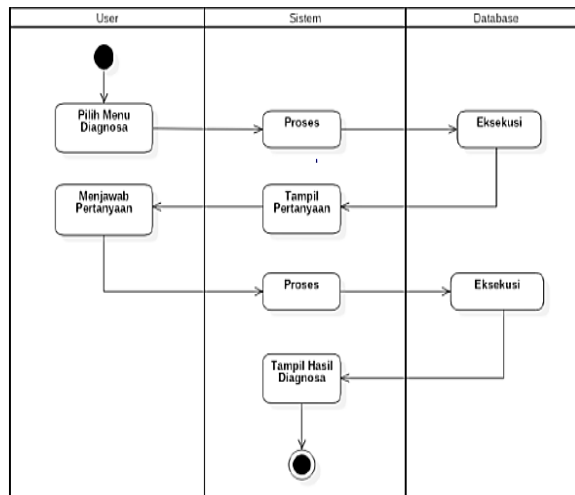 User
Sistem
Database
Pilih Menu
Diagnosa
Proses
Eksekusi
Menjawab
Pertanyaan
Tampil
Pertanyaan
Proses
Eksekusi
Tampil Hasil
Diagnosa